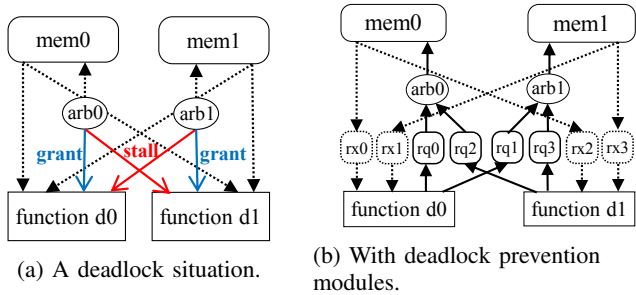 mem0 mem1
arb0 arb1
grant stall grant
function d0 function d1
(a) A deadlock situation.
mem0 mem1
arb0 arb1
rx0 rx1 rq0 rq2 rq1 rq3 rx2 rx3
function d0 function d1
(b) With deadlock prevention
modules.